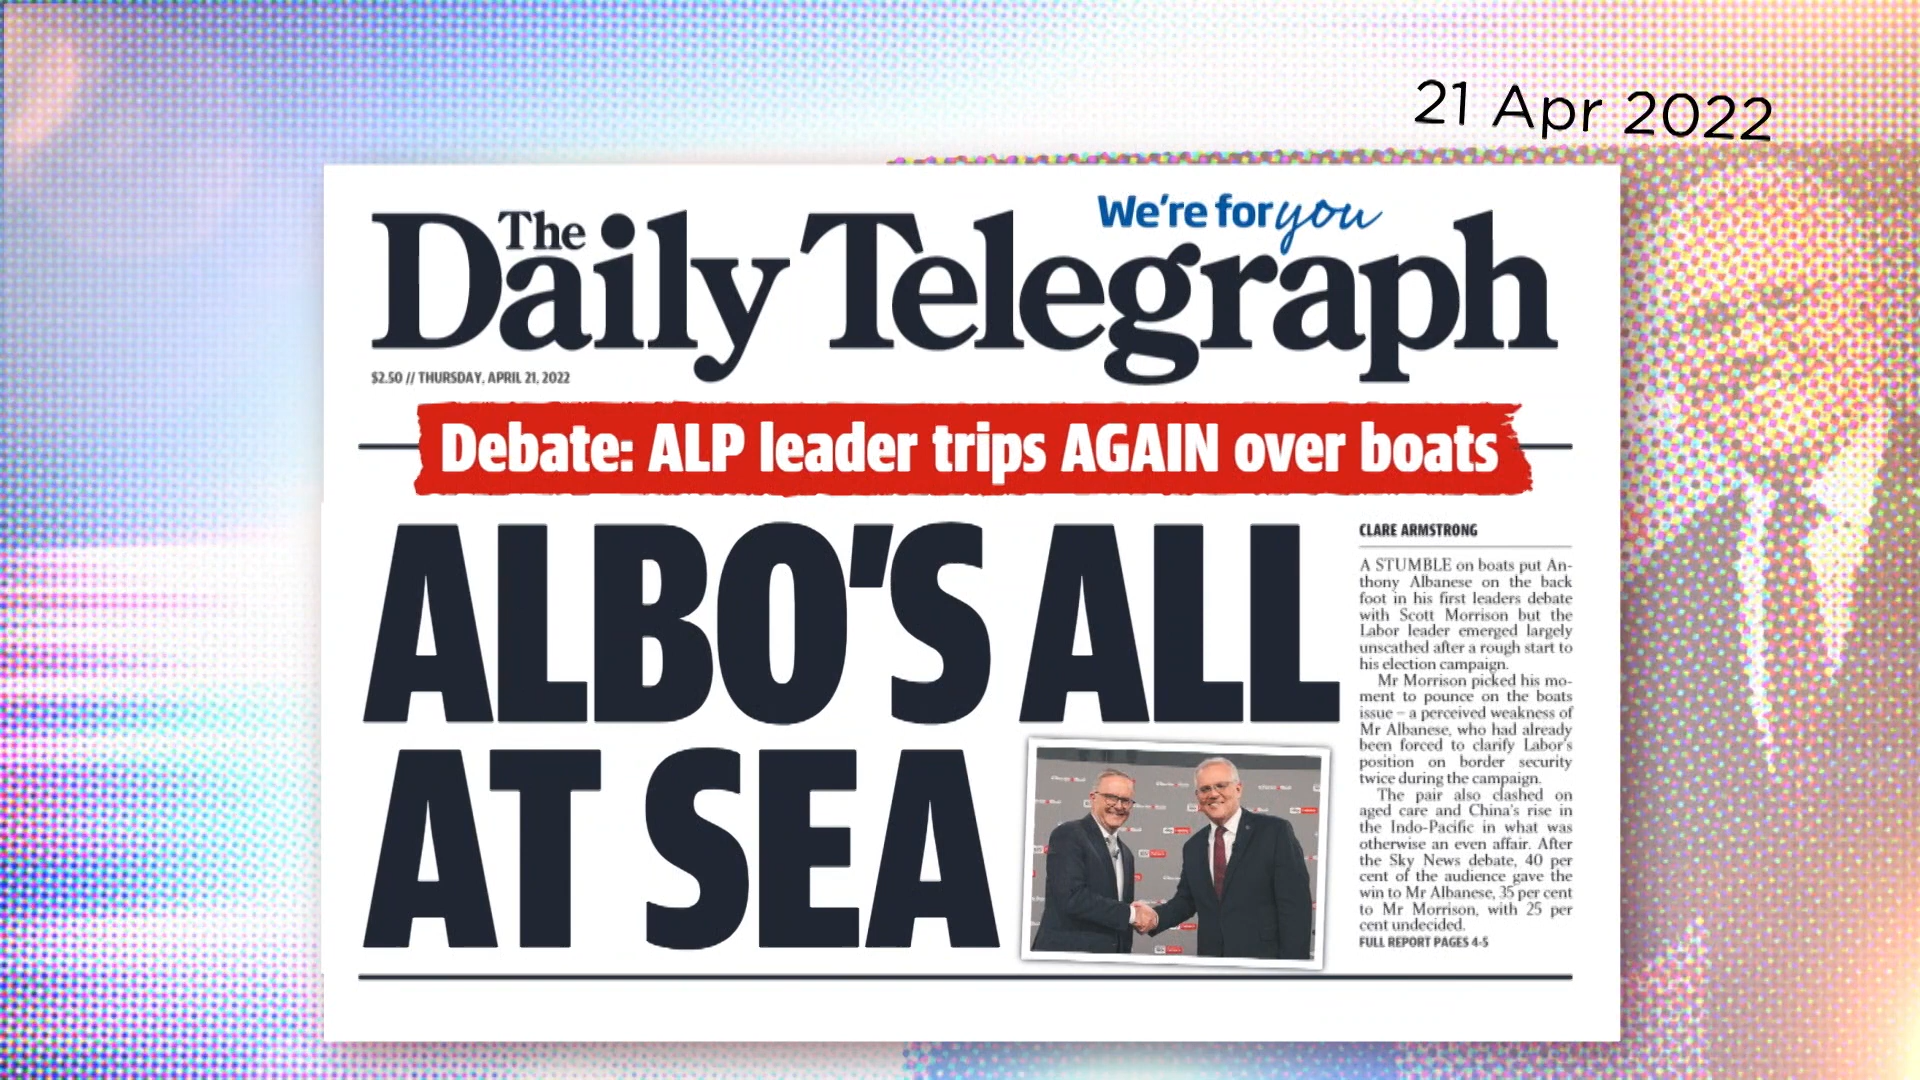 21 Apr 2022
We're for you
The
Daily Telegraph
$2.50 // THURSDAY, APRIL 21, 2022
Debate: ALP leader trips AGAIN over boats
ALBO'S ALL
AT SEA
CLARE ARMSTRONG
A STUMBLE on boats put An-
thony Albanese on the back
foot in his first leaders debate
with Scott Morrison but the
Labor leader emerged largely
unscathed after a rough start to
his election campaign.
Mr Morrison picked his mo-
ment to pounce on the boats
issue – a perceived weakness of
Mr Albanese, who had already
been forced to clarify Labor's
position on border security
twice during the campaign.
The pair also clashed on
aged care and China's rise in
the Indo-Pacific in what was
otherwise an even affair. After
the Sky News debate, 40 per
cent of the audience gave the
win to Mr Albanese, 35 per cent
to Mr Morrison, with 25 per
cent undecided.
FULL REPORT PAGES 4-5